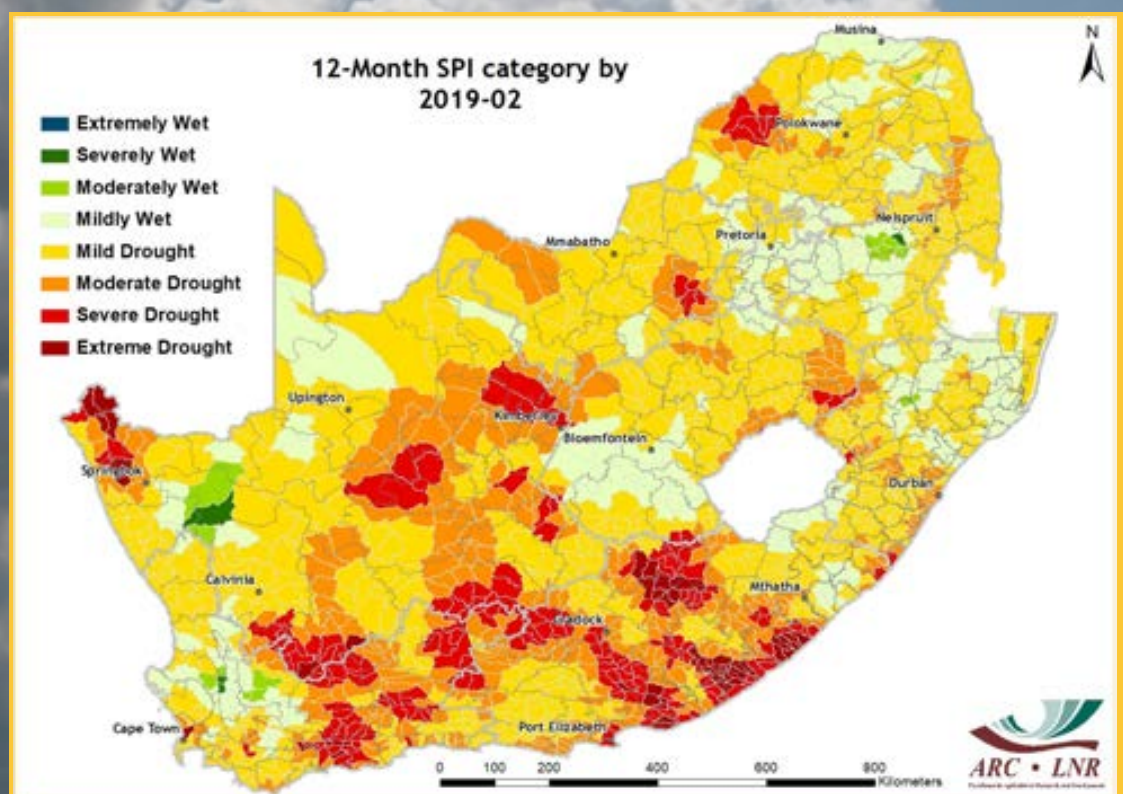 12-Month SPI category by
2019-02
N
Extremely Wet
Severely Wet
Moderately Wet
Mildly Wet
Mild Drought
Moderate Drought
Severe Drought
Extreme Drought
Musina
Polokwane
Nelspruit
Pretoria
Mmabatho
Upington
Kimberley
Bloemfontein
Springbok
Durban
Calvinia
Mthatha
Cradock
Cape Town
Port Elizabeth
0 100 200 400 600 800
Kilometers
ARC • LNR